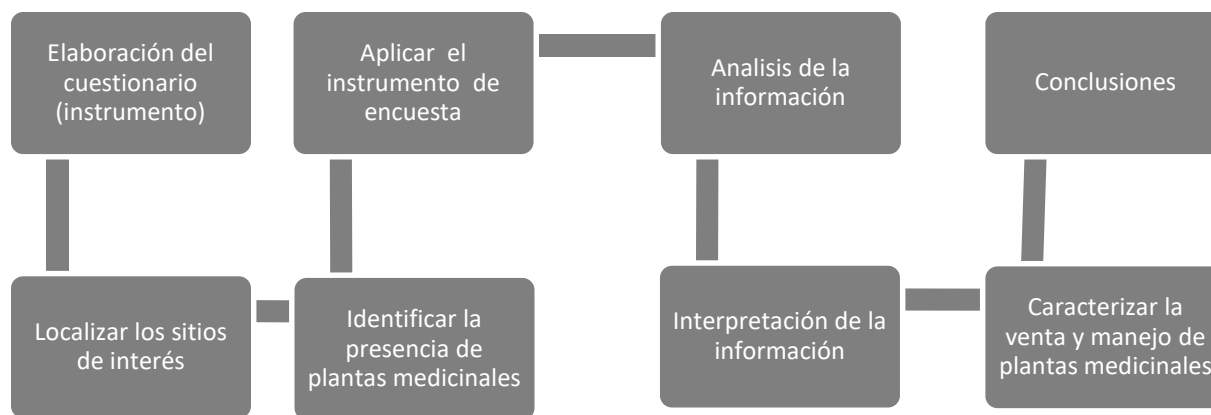 Elaboración del
cuestionario
(instrumento)
Localizar los sitios
de interés
Identificar la
presencia de
plantas medicinales
Aplicar el
instrumento de
encuesta
Analisis de la
información
Interpretación de la
información
Caracterizar la
venta y manejo de
plantas medicinales
Conclusiones